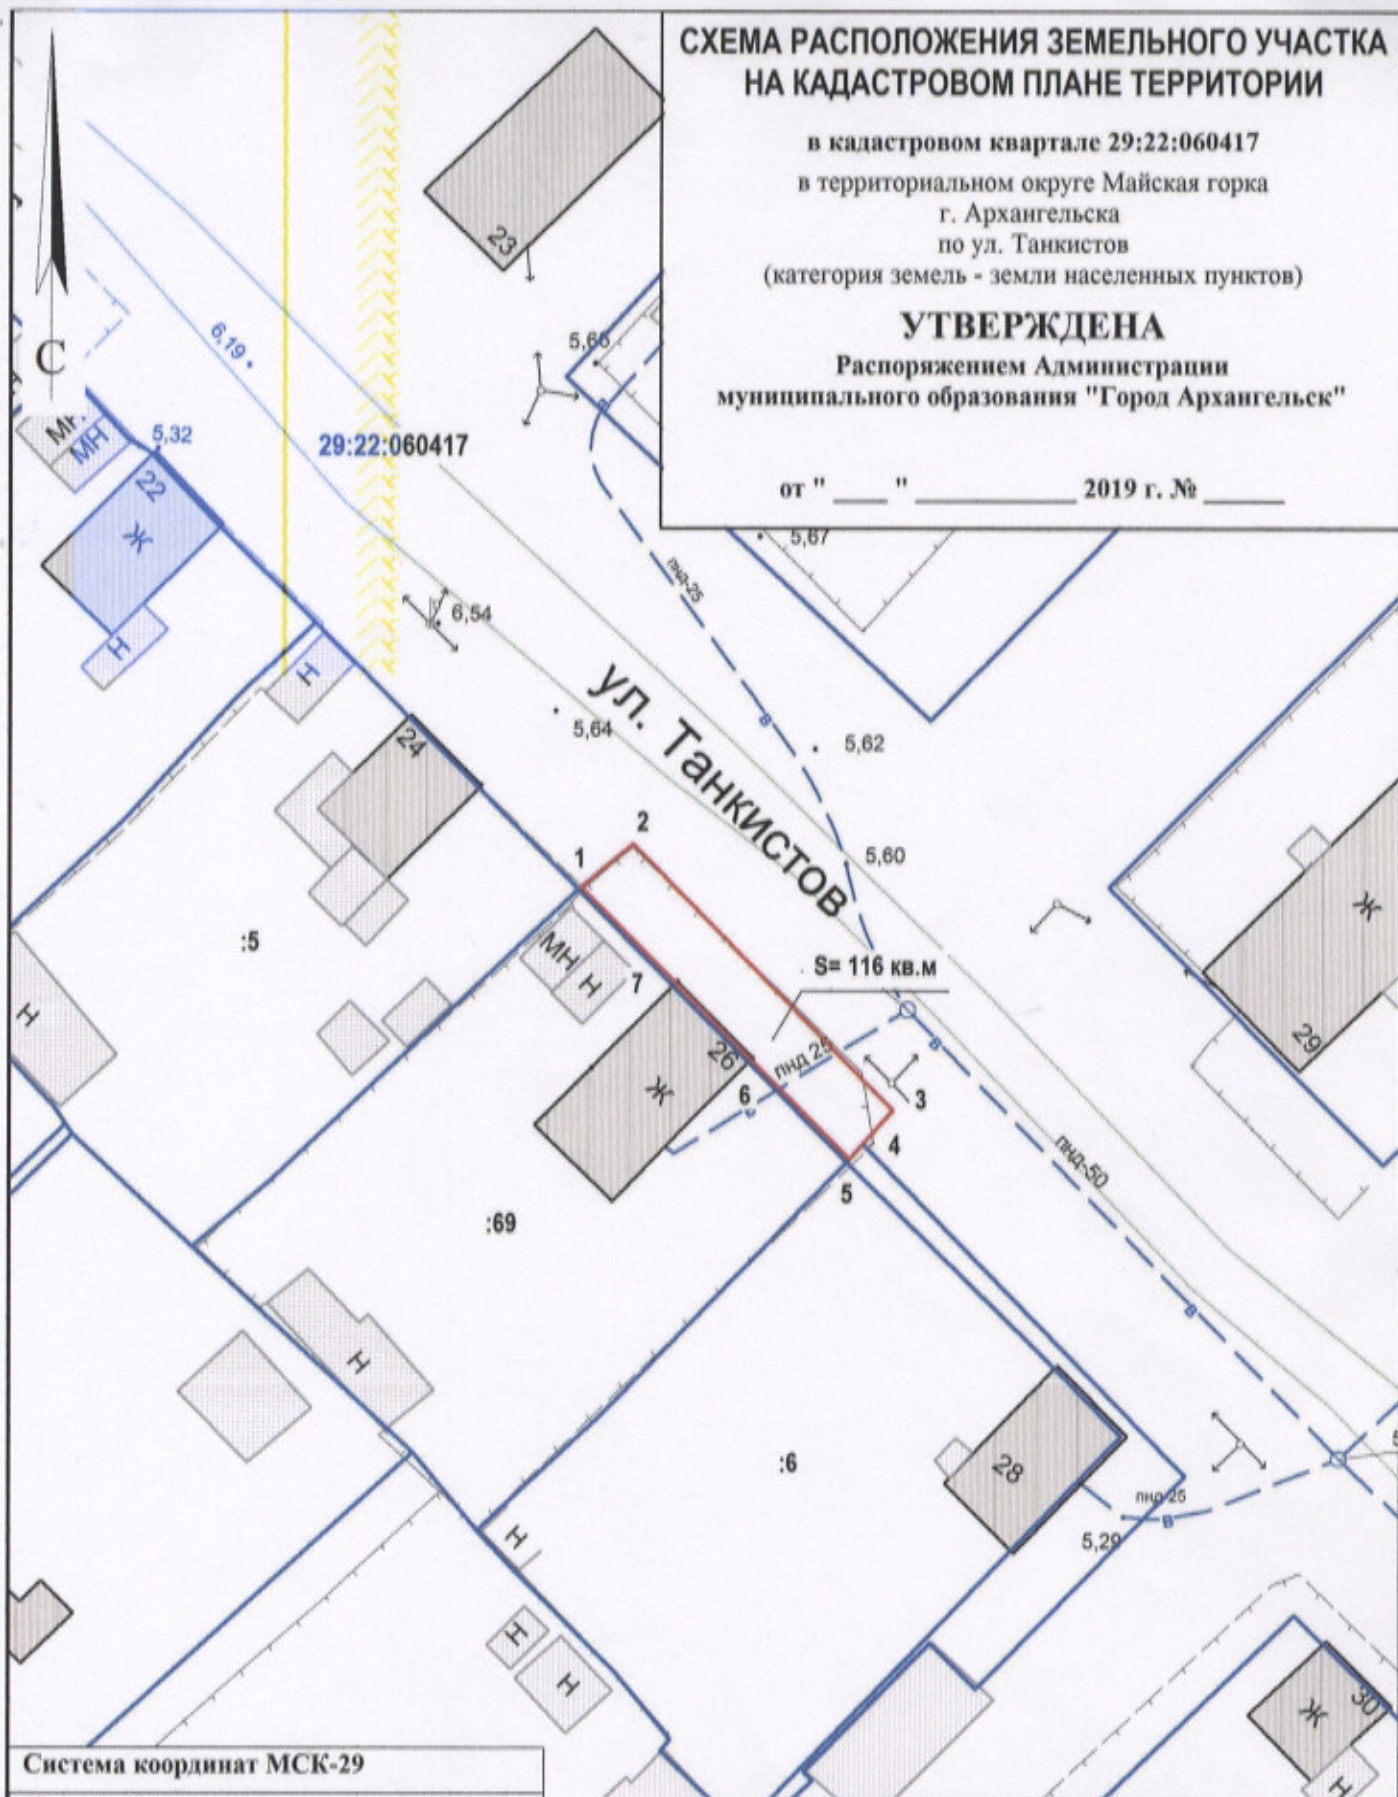 СХЕМА РАСПОЛОЖЕНИЯ ЗЕМЕЛЬНОГО УЧАСТКА
НА КАДАСТРОВОМ ПЛАНЕ ТЕРРИТОРИИ
в кадастровом квартале 29:22:060417
в территориальном округе Майская горка
г. Архангельска
по ул. Танкистов
(категория земель - земли населенных пунктов)
УТВЕРЖДЕНА
Распоряжением Администрации
муниципального образования "Город Архангельск"
от " ____ " ____________ 2019 г. № ______
23
С
6,19
5,66
МН
МН
5,32
29:22:060417
22
Ж
5,67
пнд-25
6,54
Н
Н
ул. Танкистов
24
5,64
в
5,62
2
1
5,60
:5
МН
Н
7
S= 116 кв.м
Ж
Н
29
26
пнд 25
в
Ж
6
3
4
5
пнд-50
:69
в
Н
:6
28
пнд-25
в
5,29
Н
Н
Н
Ж
30
Н
Система координат МСК-29